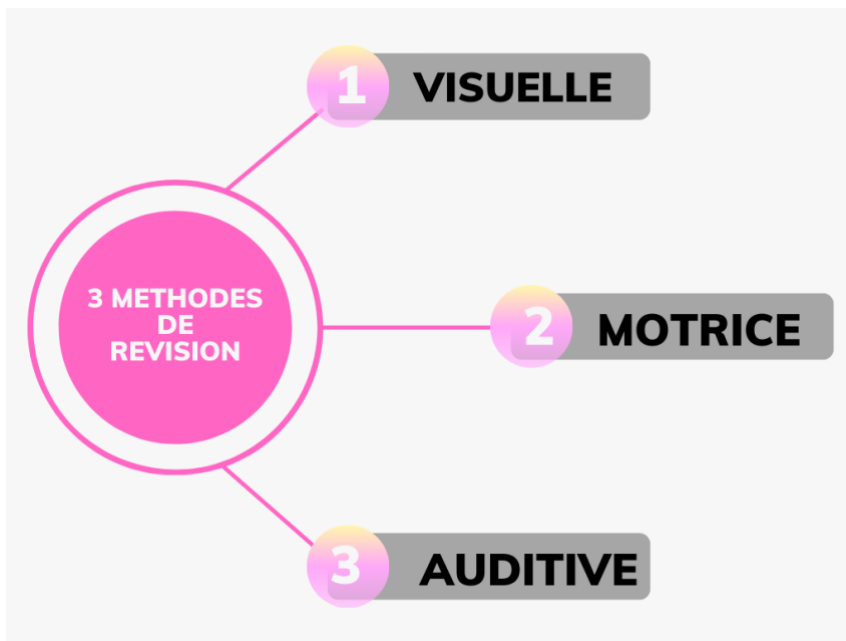 3 METHODES
DE
REVISION
1 VISUELLE
2 MOTRICE
3 AUDITIVE